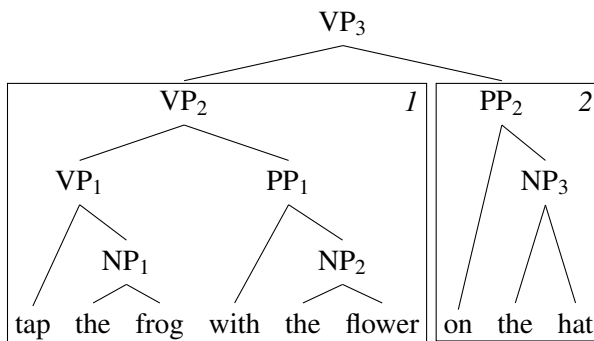 VP₃
VP₂ 1 PP₂ 2
VP₁ PP₁ NP₃
NP₁ NP₂
tap the frog with the flower on the hat